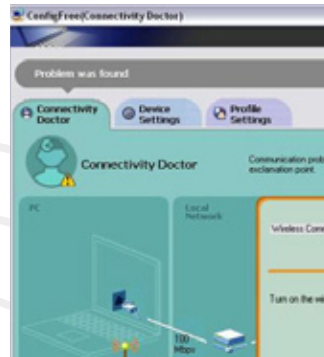 ConfigFree(Connectivity Doctor)
Problem was found
Connectivity Doctor
Device Settings
Profile Settings
Connectivity Doctor
Communication prob
exclamation point.
PC
Local Network
Wireless Com
Turn on the wi
100 Mbps